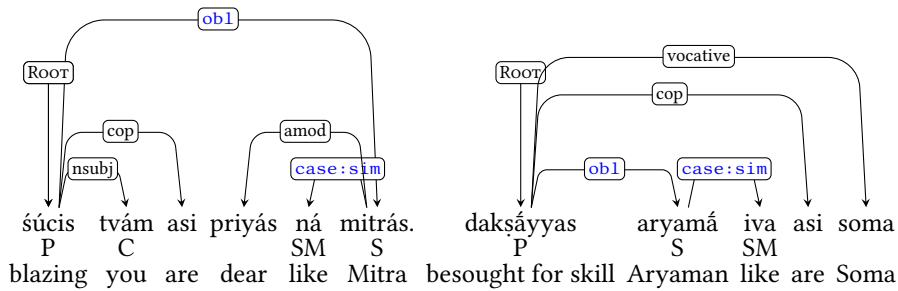 obl
vocative
ROOT ROOT
cop
cop amod
nsubj case:sim obl case:sim
śúcis tvám asi priyás ná mitrás. dakṣā́yyas aryamā́ iva asi soma
P C SM S P S SM
blazing you are dear like Mitra besought for skill Aryaman like are Soma